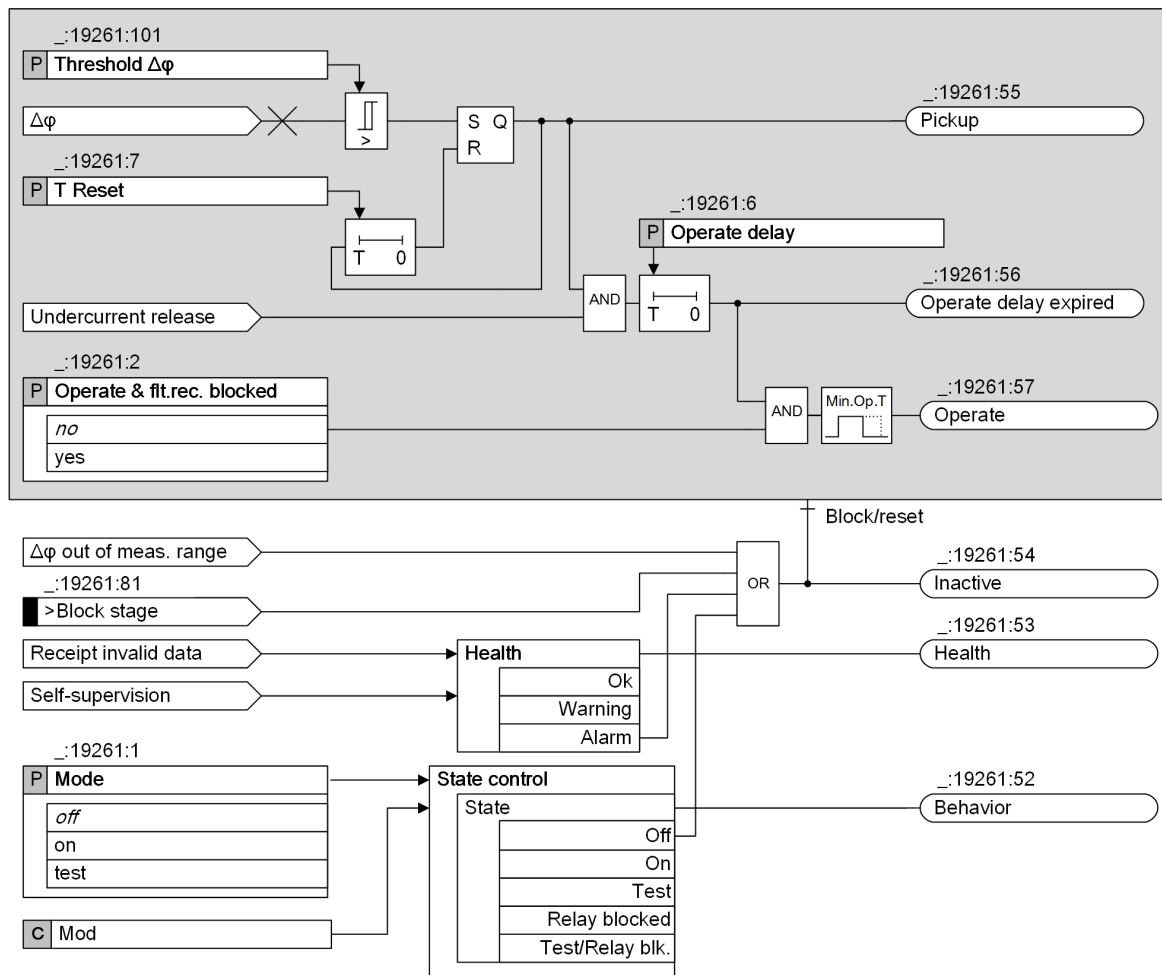 _:19261:101
P Threshold Δφ
Δφ
>
S Q
R
_:19261:55
Pickup
_:19261:7
P T Reset
T 0
_:19261:6
P Operate delay
Undercurrent release
AND
T 0
_:19261:56
Operate delay expired
_:19261:2
P Operate & flt.rec. blocked
no
yes
AND
Min.Op.T
_:19261:57
Operate
Block/reset
Δφ out of meas. range
_:19261:81
>Block stage
OR
_:19261:54
Inactive
Receipt invalid data
Self-supervision
Health
Ok
Warning
Alarm
_:19261:53
Health
_:19261:1
P Mode
off
on
test
C Mod
State control
State
Off
On
Test
Relay blocked
Test/Relay blk.
_:19261:52
Behavior